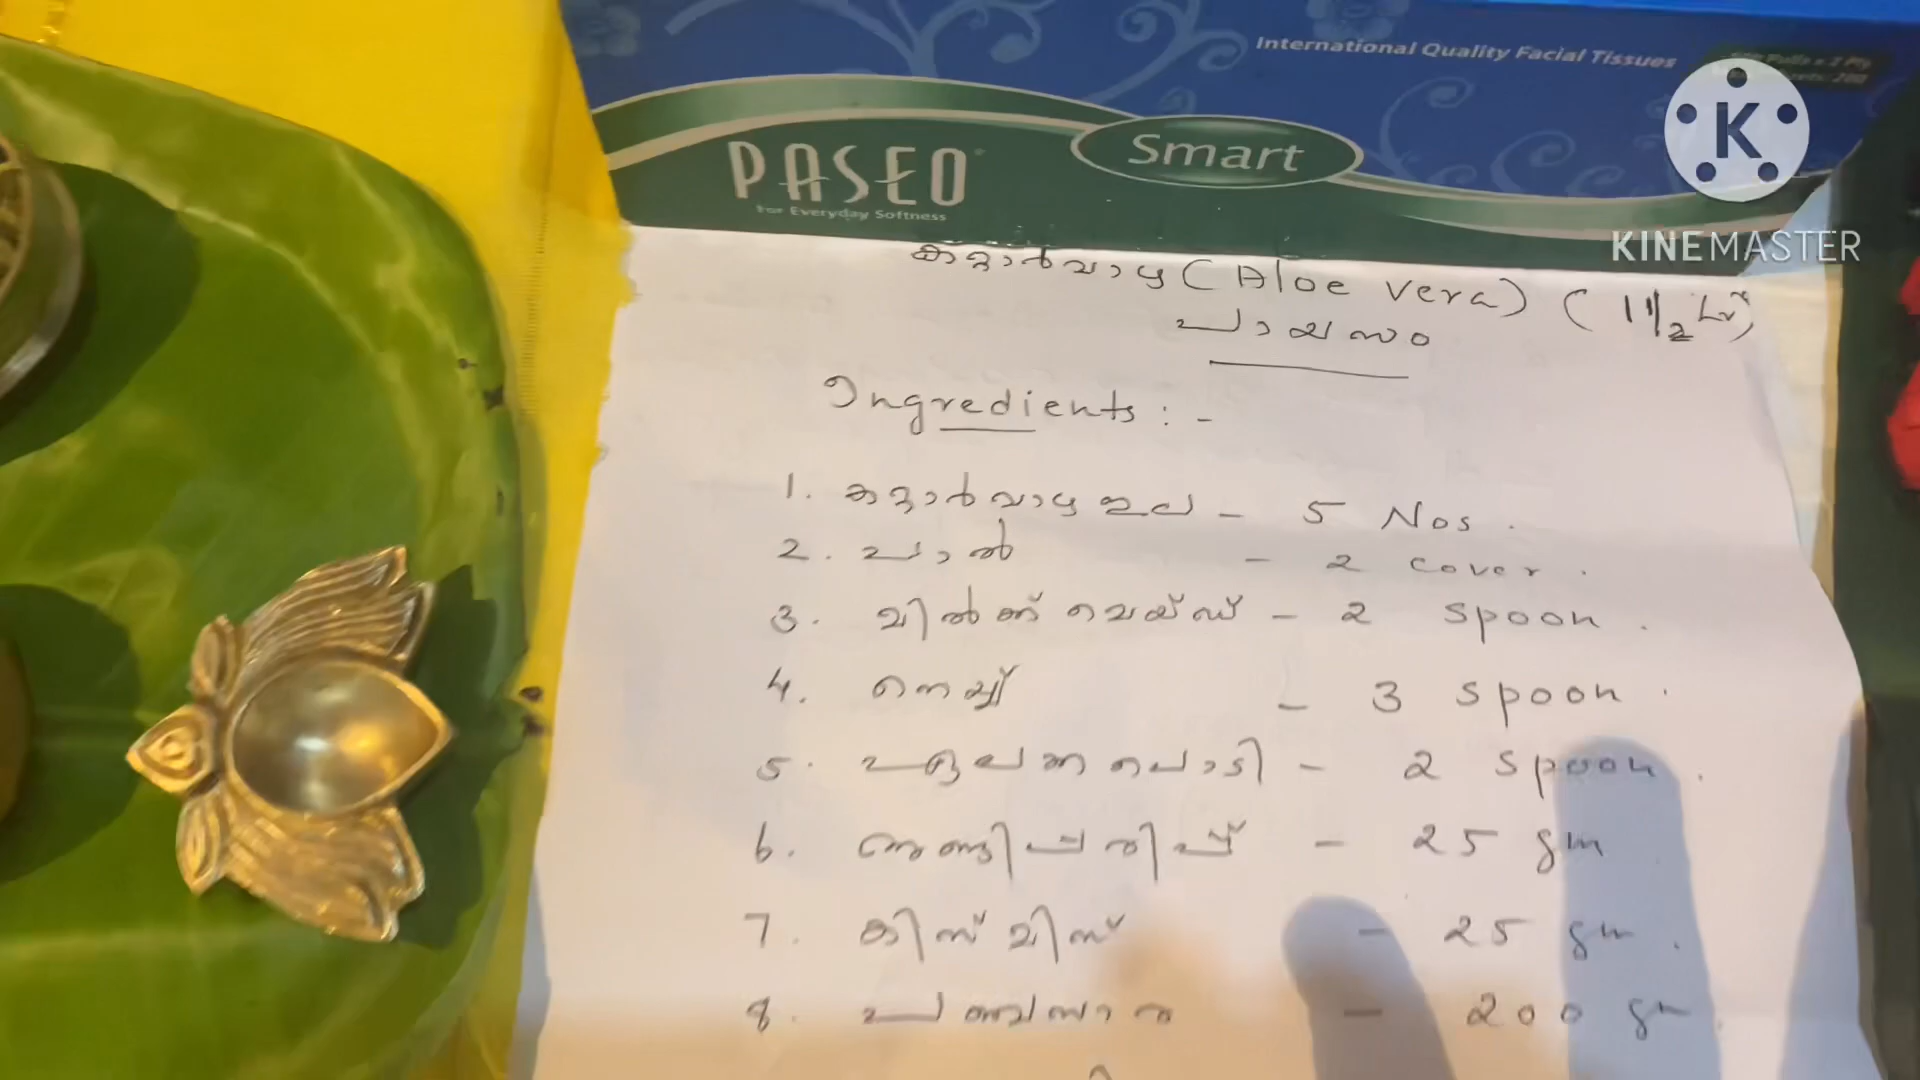 International Quality Facial Tissues
PASEO
Smart
For Everyday Softness
KINEMASTER
കറ്റാർവാഴ (Aloe vera) (1 1/2 Ltr)
പായസം
Ingredients : -
1. കറ്റാർവാഴ ഇല - 5 Nos.
2. പാൽ - 2 cover.
3. മിൽക്ക് മെയ്ഡ് - 2 spoon.
4. നെയ്യ് - 3 spoon.
5. ഏലക്കപൊടി - 2 spoon.
6. അണ്ടിപരിപ്പ് - 25 gm
7. കിസ് മിസ് - 25 gm.
8. പഞ്ചസാര - 200 gm.